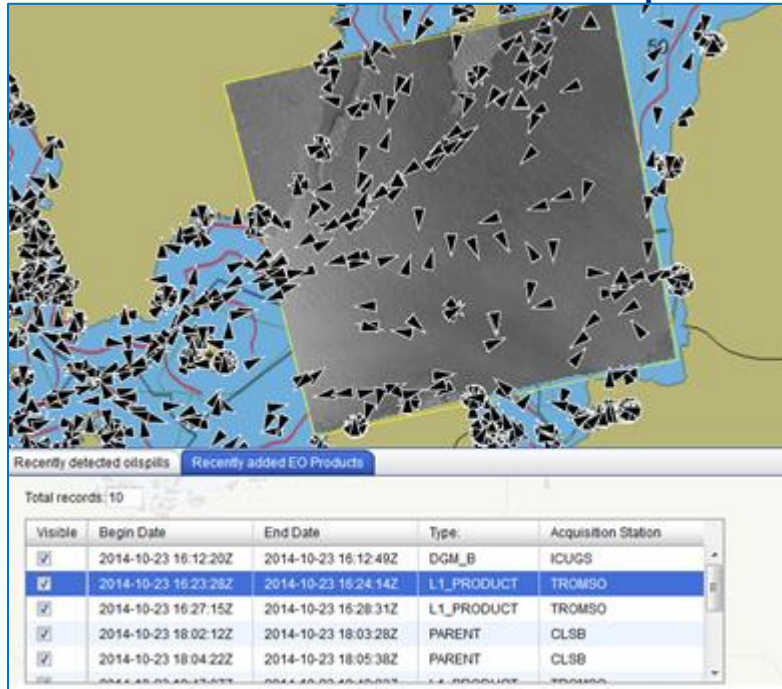 50
Recently detected oilspills Recently added EO Products
Total records: 10
Visible Begin Date End Date Type: Acquisition Station
2014-10-23 16:12:20Z 2014-10-23 16:12:49Z DGM_B ICUGS
2014-10-23 16:23:28Z 2014-10-23 16:24:14Z L1_PRODUCT TROMSO
2014-10-23 16:27:15Z 2014-10-23 16:28:31Z L1_PRODUCT TROMSO
2014-10-23 18:02:12Z 2014-10-23 18:03:28Z PARENT CLSB
2014-10-23 18:04:22Z 2014-10-23 18:05:38Z PARENT CLSB